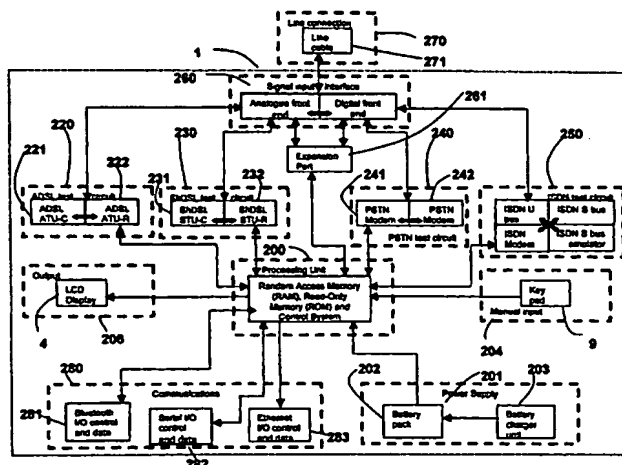 Line connection
270
Line
cable
271
1
260
Signal input interface
Analogue front
end
Digital front
end
261
Expansion
Port
220
221
222
ADSL test circuit
ADSL
ATU-C
ADSL
ATU-R
230
231
232
SHDSL test circuit
SHDSL
STU-C
SHDSL
STU-R
240
241
242
PSTN
Modem
PSTN
Modem
PSTN test circuit
250
ISDN test circuit
ISDN U
bus
ISDN S bus
ISDN
Modem
ISDN S bus
simulator
200
Processing Unit
Random Access Memory
(RAM), Read-Only
Memory (ROM) and
Control System
Output
LCD
Display
4
206
Key
pad
Manual input
9
204
280
Communications
281
Bluetooth
I/O control
and data
Serial I/O
control
and data
282
Ethernet
I/O control
and data
283
202
201
203
Power Supply
Battery
pack
Battery
charger
unit